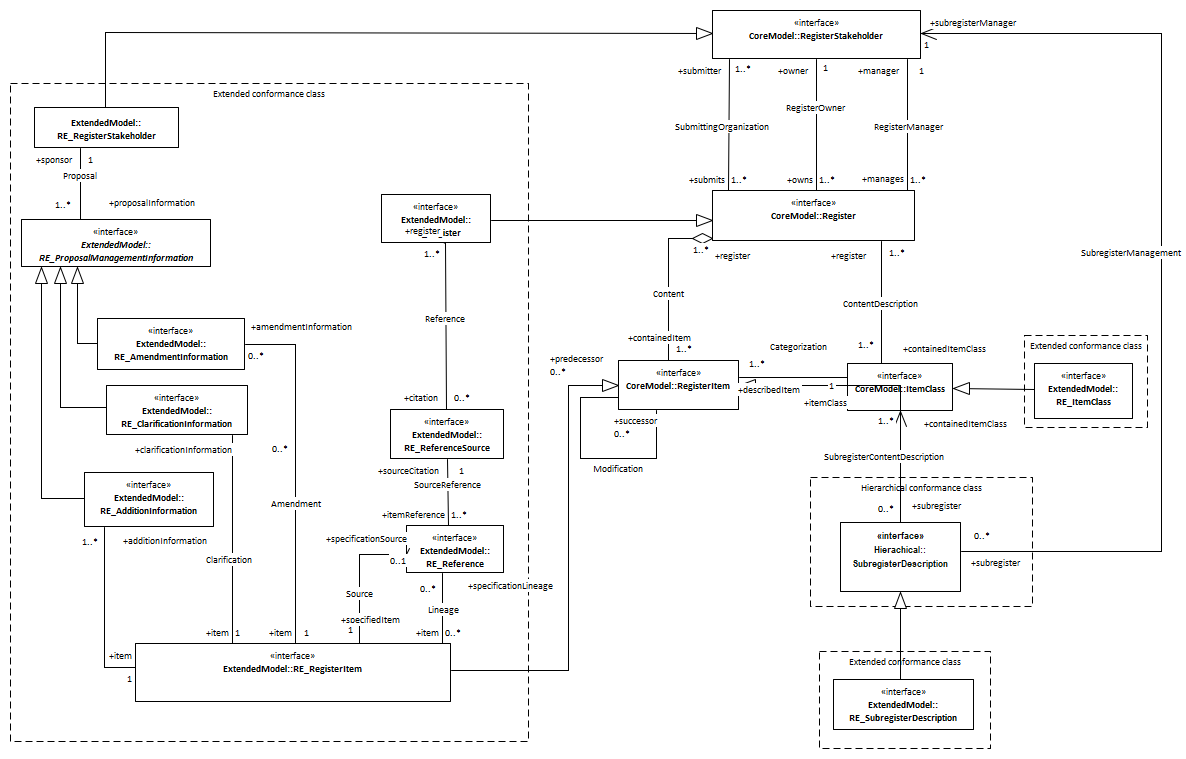 «interface»
CoreModel::RegisterStakeholder
+subregisterManager
1
+submitter
1..*
+owner
1
+manager
1
RegisterOwner
SubmittingOrganization
RegisterManager
+submits
1..*
+owns
1..*
+manages
1..*
Extended conformance class
ExtendedModel::
RE_RegisterStakeholder
+sponsor
1
Proposal
1..*
+proposalInformation
«interface»
ExtendedModel::
RE_ProposalManagementInformation
«interface»
ExtendedModel::
+register
ister
1..*
Reference
+citation
0..*
«interface»
CoreModel::Register
1..*
+register
+register
1..*
SubregisterManagement
Content
ContentDescription
+containedItem
1..*
1..*
+containedItemClass
Categorization
«interface»
ExtendedModel::
RE_AmendmentInformation
+amendmentInformation
0..*
«interface»
ExtendedModel::
RE_ClarificationInformation
+clarificationInformation
0..*
«interface»
ExtendedModel::
RE_AdditionInformation
1..*
+additionInformation
Amendment
Clarification
«interface»
ExtendedModel::
RE_ReferenceSource
+sourceCitation
1
SourceReference
+itemReference
1..*
«interface»
ExtendedModel::
RE_Reference
+specificationSource
0..1
Source
+specifiedItem
1
0..*
+specificationLineage
Lineage
+item
0..*
+item
1
+item
1
+item
1
«interface»
ExtendedModel::RE_RegisterItem
+predecessor
0..*
«interface»
CoreModel::RegisterItem
+successor
0..*
Modification
1..*
+describedItem
1
+itemClass
«interface»
CoreModel::ItemClass
Extended conformance class
«interface»
ExtendedModel::
RE_ItemClass
1..*
+containedItemClass
SubregisterContentDescription
Hierarchical conformance class
0..*
+subregister
«interface»
Hierachical::
SubregisterDescription
0..*
+subregister
Extended conformance class
«interface»
ExtendedModel::
RE_SubregisterDescription